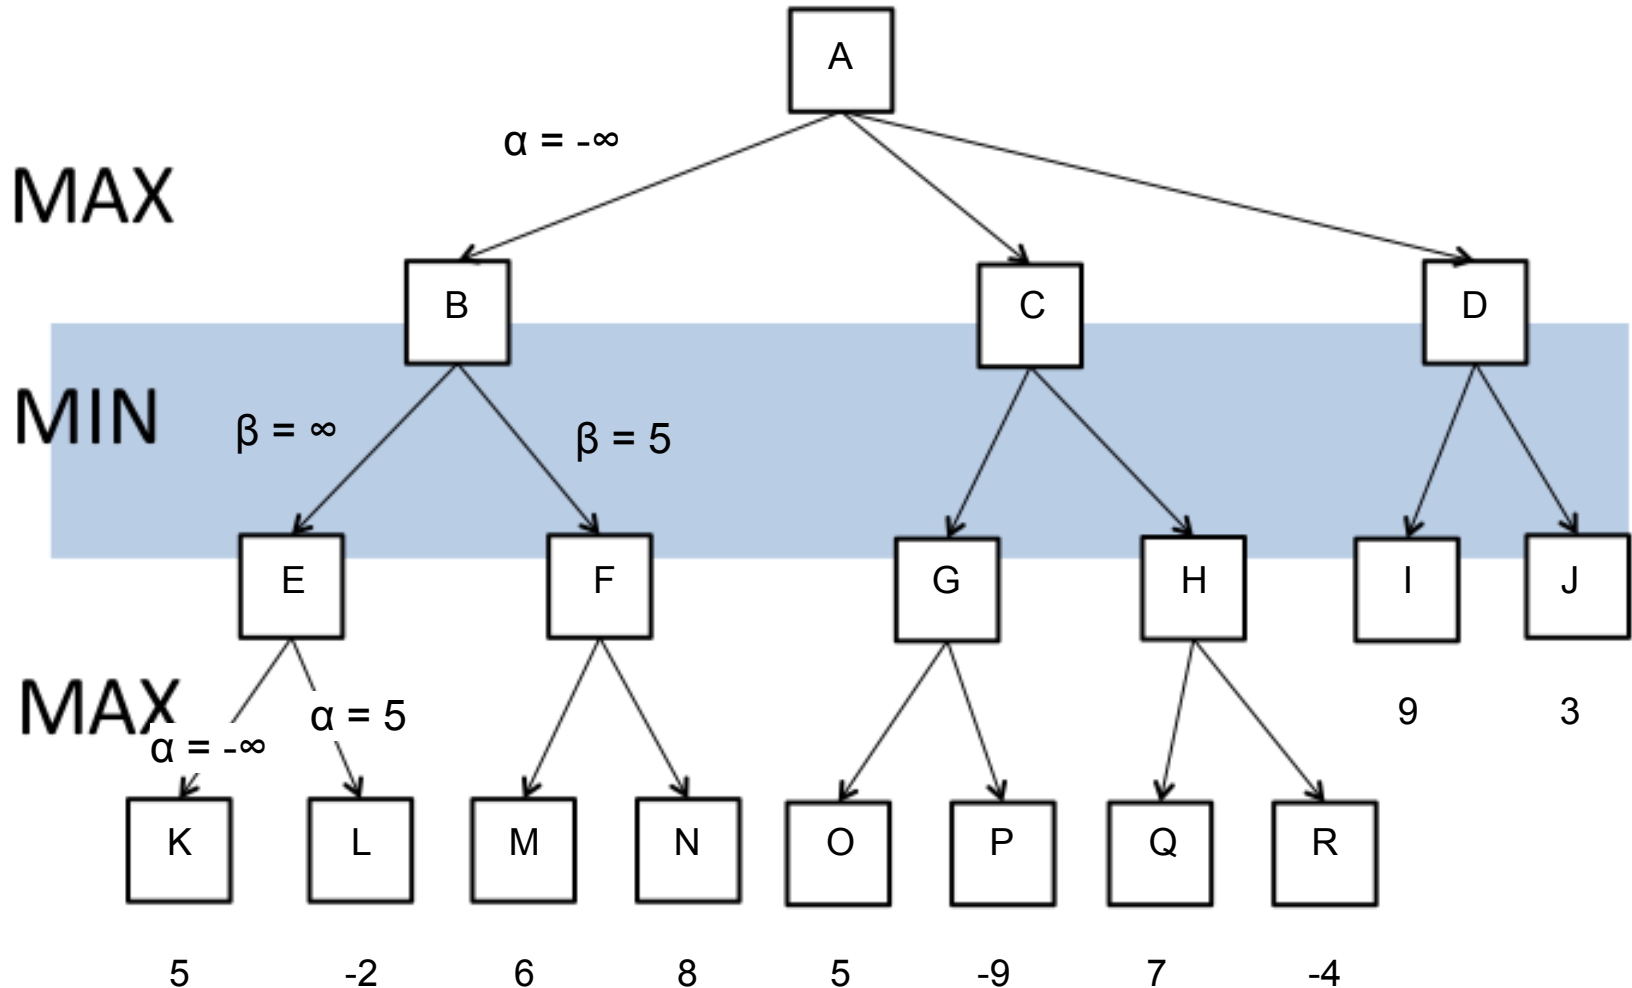 A
α = -∞
MAX
B
C
D
MIN
β = ∞
β = 5
E
F
G
H
I
J
MAX
α = 5
9
3
α = -∞
K
L
M
N
O
P
Q
R
5
-2
6
8
5
-9
7
-4